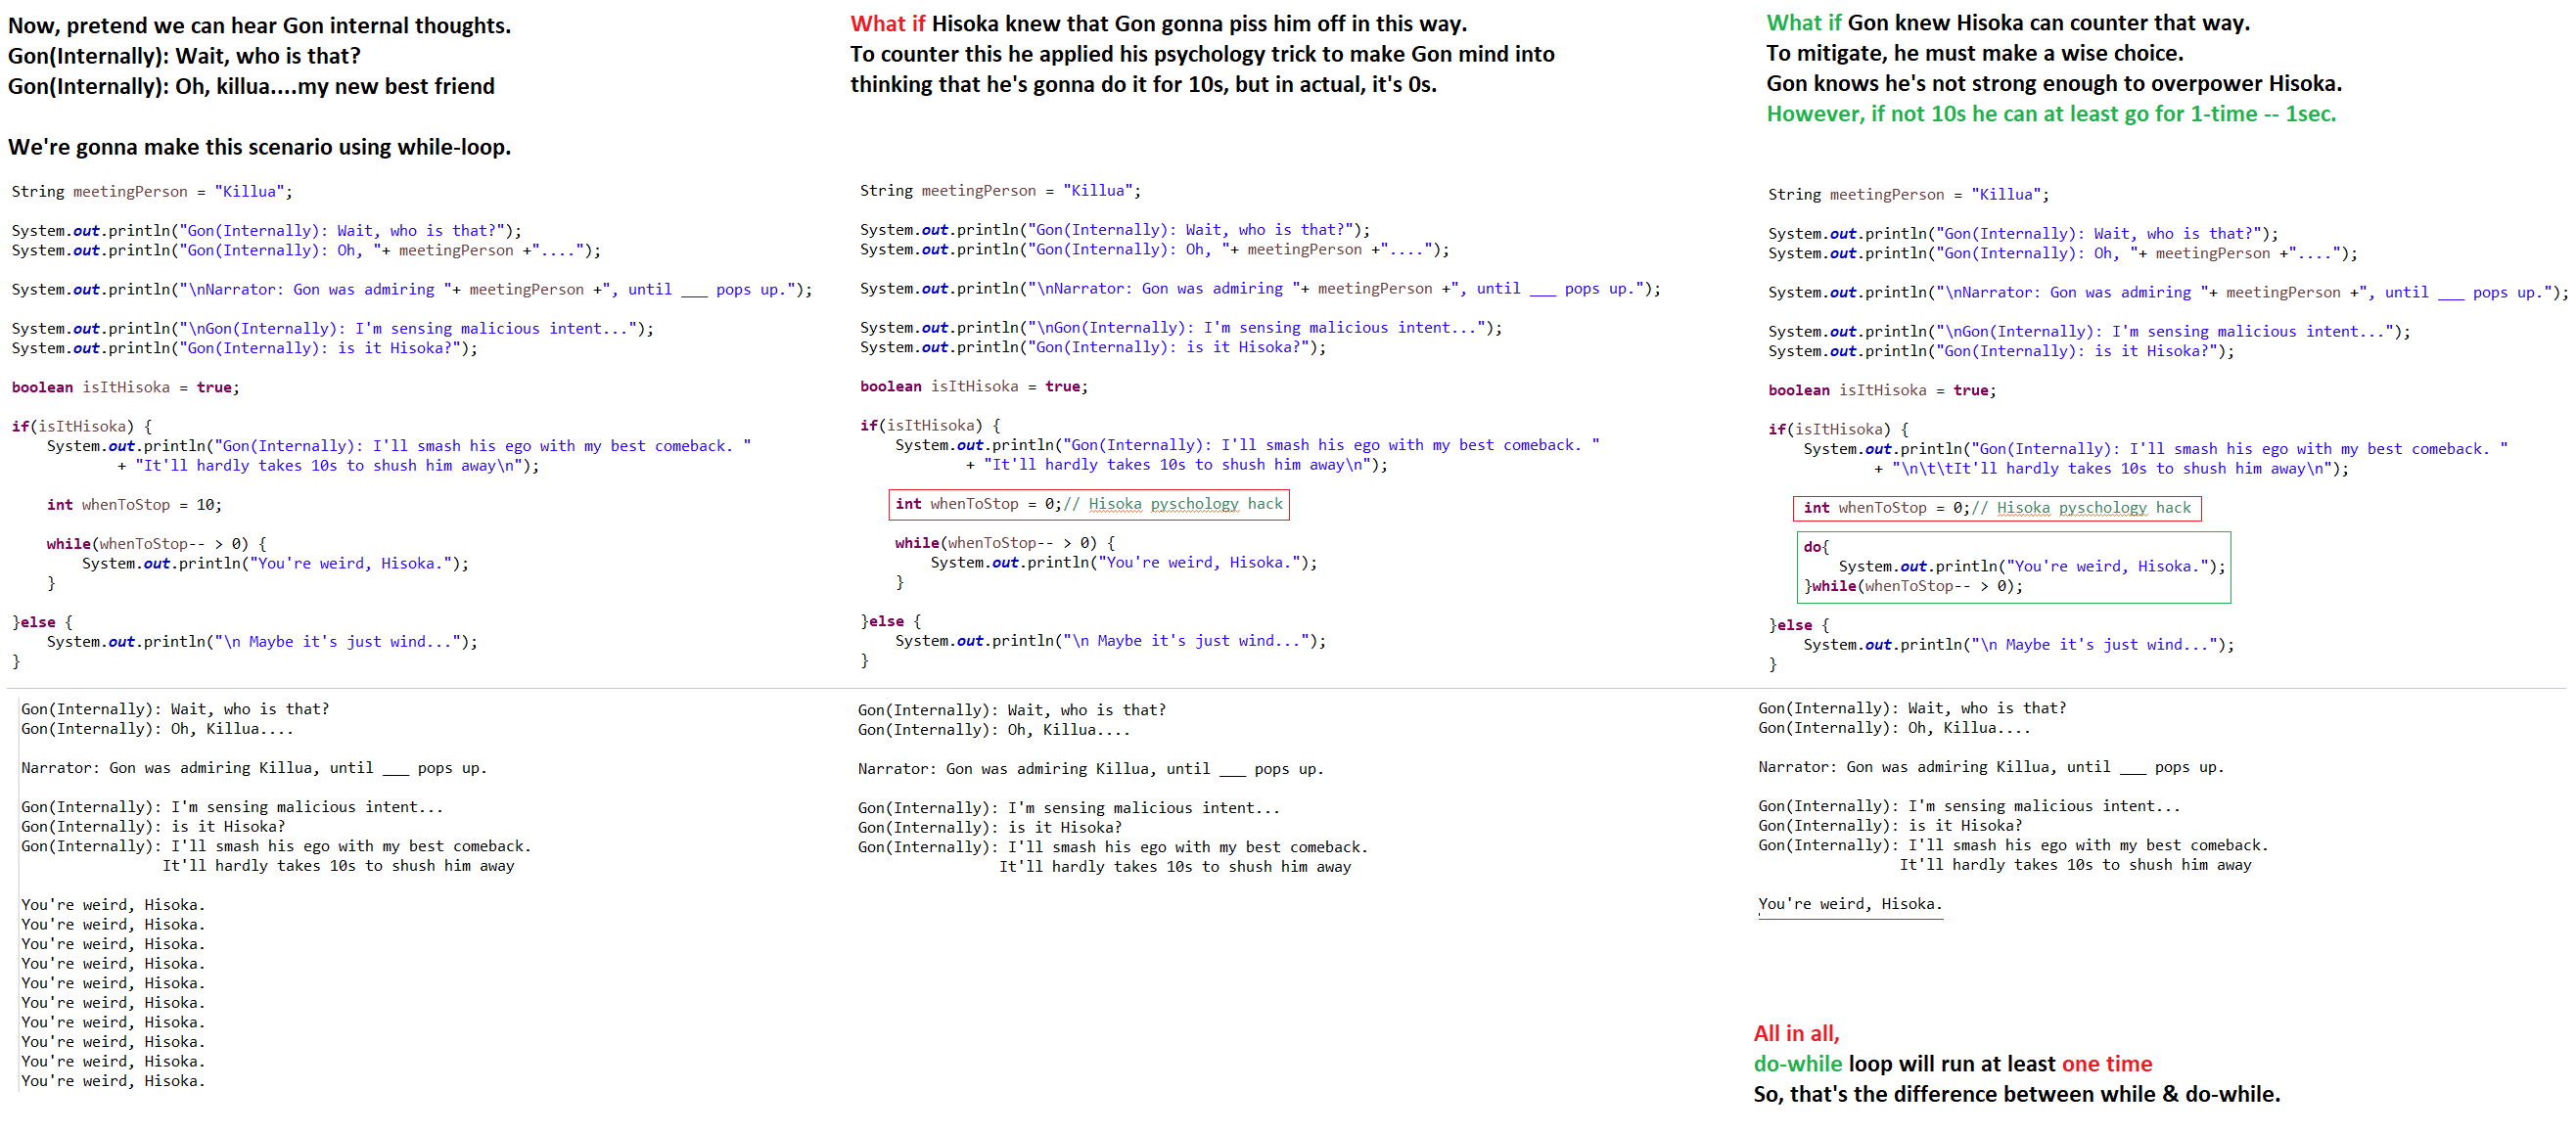 Now, pretend we can hear Gon internal thoughts.
Gon(Internally): Wait, who is that?
Gon(Internally): Oh, killua....my new best friend
We're gonna make this scenario using while-loop.
String meetingPerson = "Killua";
System.out.println("Gon(Internally): Wait, who is that?");
System.out.println("Gon(Internally): Oh, "+ meetingPerson +"....");
System.out.println("\nNarrator: Gon was admiring "+ meetingPerson +", until ___ pops up.");
System.out.println("\nGon(Internally): I'm sensing malicious intent...");
System.out.println("Gon(Internally): is it Hisoka?");
boolean isItHisoka = true;
if(isItHisoka) {
System.out.println("Gon(Internally): I'll smash his ego with my best comeback. "
+ "It'll hardly takes 10s to shush him away\n");
int whenToStop = 10;
while(whenToStop-- > 0) {
System.out.println("You're weird, Hisoka.");
}
}else {
System.out.println("\n Maybe it's just wind...");
}
Gon(Internally): Wait, who is that?
Gon(Internally): Oh, Killua....
Narrator: Gon was admiring Killua, until ___ pops up.
Gon(Internally): I'm sensing malicious intent...
Gon(Internally): is it Hisoka?
Gon(Internally): I'll smash his ego with my best comeback.
It'll hardly takes 10s to shush him away
You're weird, Hisoka.
You're weird, Hisoka.
You're weird, Hisoka.
You're weird, Hisoka.
You're weird, Hisoka.
You're weird, Hisoka.
You're weird, Hisoka.
You're weird, Hisoka.
You're weird, Hisoka.
You're weird, Hisoka.
What if Hisoka knew that Gon gonna piss him off in this way.
To counter this he applied his psychology trick to make Gon mind into
thinking that he's gonna do it for 10s, but in actual, it's 0s.
String meetingPerson = "Killua";
System.out.println("Gon(Internally): Wait, who is that?");
System.out.println("Gon(Internally): Oh, "+ meetingPerson +"....");
System.out.println("\nNarrator: Gon was admiring "+ meetingPerson +", until ___ pops up.");
System.out.println("\nGon(Internally): I'm sensing malicious intent...");
System.out.println("Gon(Internally): is it Hisoka?");
boolean isItHisoka = true;
if(isItHisoka) {
System.out.println("Gon(Internally): I'll smash his ego with my best comeback. "
+ "It'll hardly takes 10s to shush him away\n");
int whenToStop = 0;// Hisoka pyschology hack
while(whenToStop-- > 0) {
System.out.println("You're weird, Hisoka.");
}
}else {
System.out.println("\n Maybe it's just wind...");
}
Gon(Internally): Wait, who is that?
Gon(Internally): Oh, Killua....
Narrator: Gon was admiring Killua, until ___ pops up.
Gon(Internally): I'm sensing malicious intent...
Gon(Internally): is it Hisoka?
Gon(Internally): I'll smash his ego with my best comeback.
It'll hardly takes 10s to shush him away
What if Gon knew Hisoka can counter that way.
To mitigate, he must make a wise choice.
Gon knows he's not strong enough to overpower Hisoka.
However, if not 10s he can at least go for 1-time -- 1sec.
String meetingPerson = "Killua";
System.out.println("Gon(Internally): Wait, who is that?");
System.out.println("Gon(Internally): Oh, "+ meetingPerson +"....");
System.out.println("\nNarrator: Gon was admiring "+ meetingPerson +", until ___ pops up.");
System.out.println("\nGon(Internally): I'm sensing malicious intent...");
System.out.println("Gon(Internally): is it Hisoka?");
boolean isItHisoka = true;
if(isItHisoka) {
System.out.println("Gon(Internally): I'll smash his ego with my best comeback. "
+ "\n\t\tIt'll hardly takes 10s to shush him away\n");
int whenToStop = 0;// Hisoka pyschology hack
do{
System.out.println("You're weird, Hisoka.");
}while(whenToStop-- > 0);
}else {
System.out.println("\n Maybe it's just wind...");
}
Gon(Internally): Wait, who is that?
Gon(Internally): Oh, Killua....
Narrator: Gon was admiring Killua, until ___ pops up.
Gon(Internally): I'm sensing malicious intent...
Gon(Internally): is it Hisoka?
Gon(Internally): I'll smash his ego with my best comeback.
It'll hardly takes 10s to shush him away
You're weird, Hisoka.
All in all,
do-while loop will run at least one time
So, that's the difference between while & do-while.